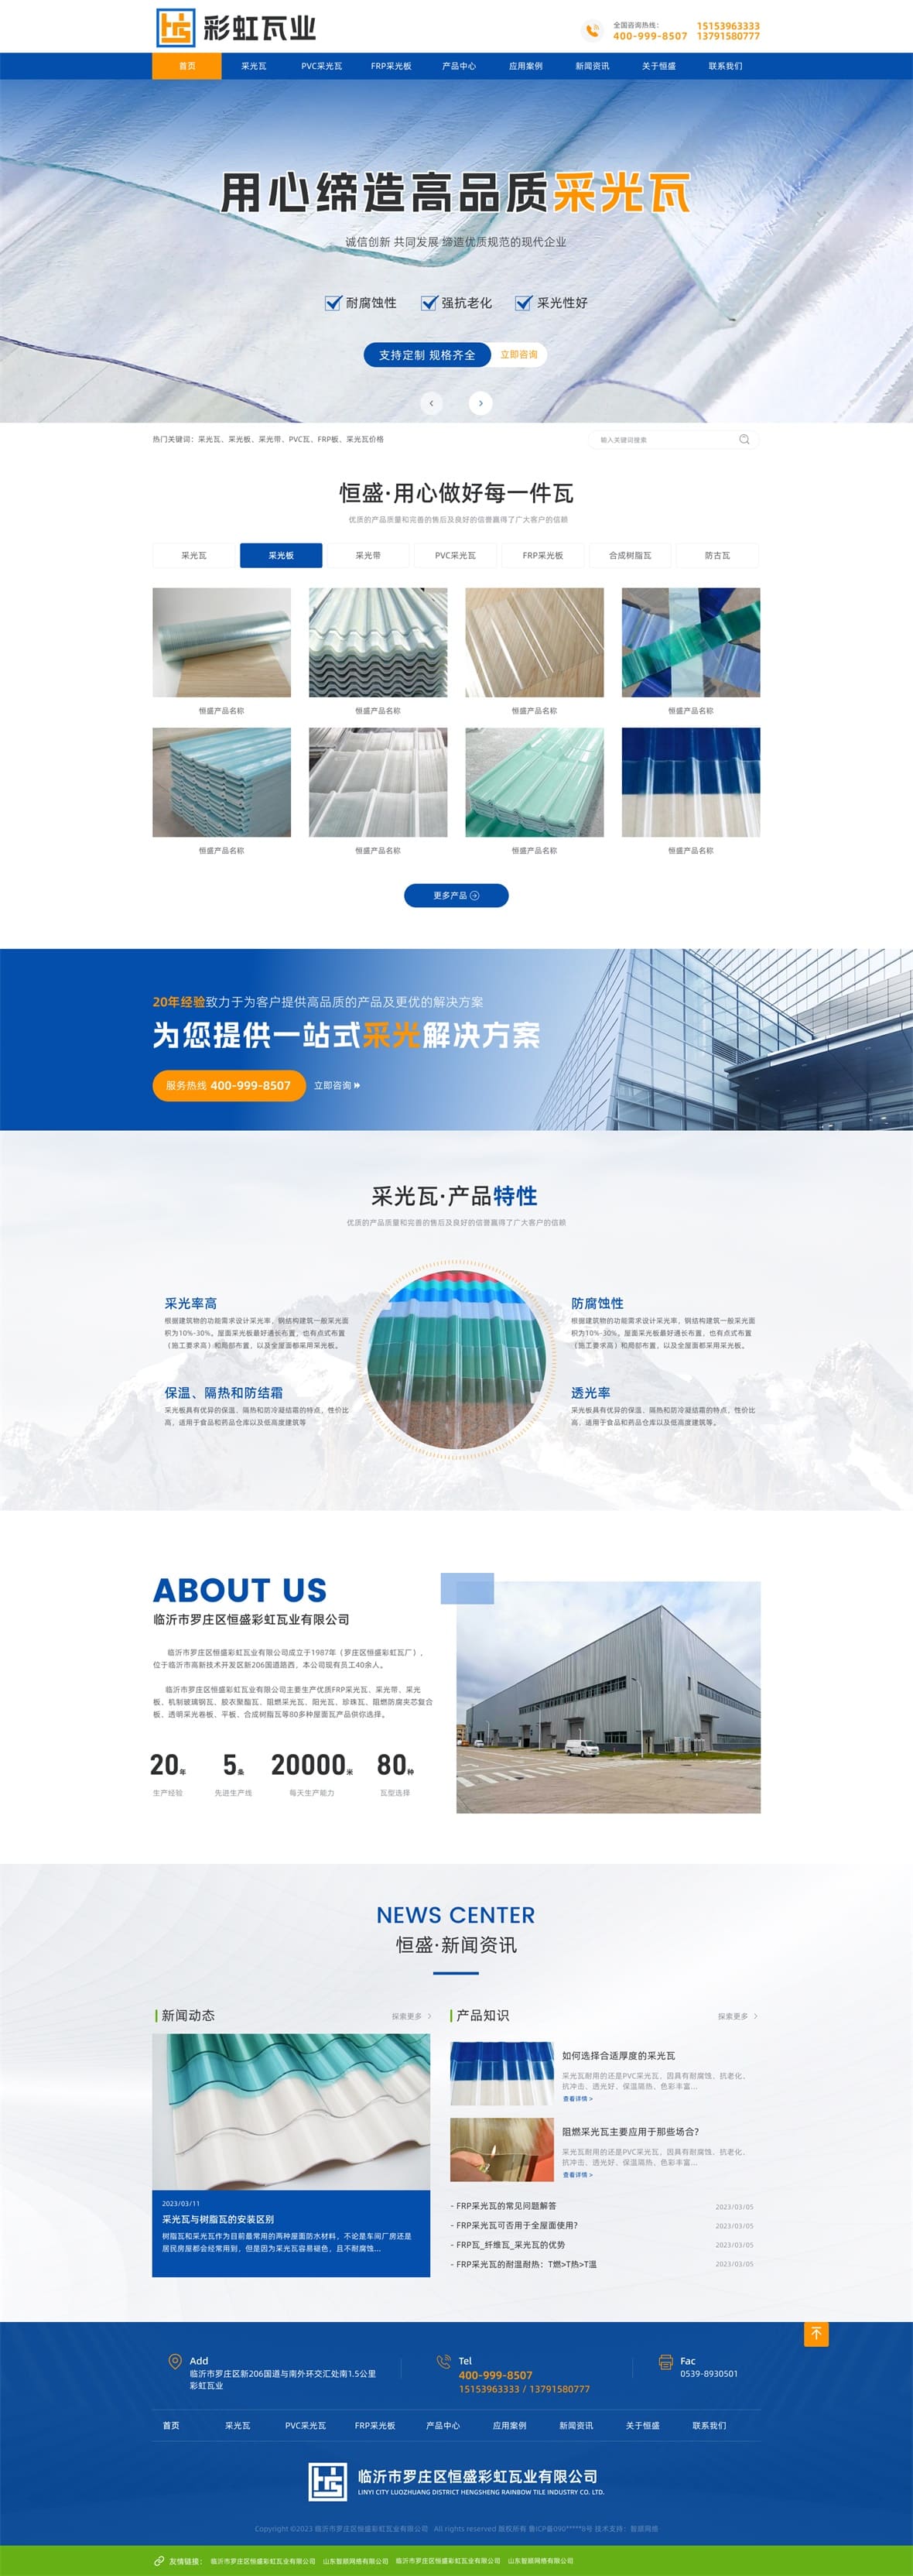 彩虹瓦业
全国咨询热线：
400-999-8507
15153963333
13791580777
首页 采光瓦 PVC采光瓦 FRP采光板 产品中心 应用案例 新闻资讯 关于恒盛 联系我们
用心缔造高品质采光瓦
诚信创新 共同发展 缔造优质规范的现代企业
耐腐蚀性 强抗老化 采光性好
支持定制 规格齐全 立即咨询
热门关键词：采光瓦、采光板、采光带、PVC瓦、FRP板、采光瓦价格
输入关键词搜索
恒盛·用心做好每一件瓦
优质的产品质量和完善的售后及良好的信誉赢得了广大客户的信赖
采光瓦 采光板 采光带 PVC采光瓦 FRP采光板 合成树脂瓦 防古瓦
恒盛产品名称 恒盛产品名称 恒盛产品名称 恒盛产品名称
恒盛产品名称 恒盛产品名称 恒盛产品名称 恒盛产品名称
更多产品
20年经验致力于为客户提供高品质的产品及更优的解决方案
为您提供一站式采光解决方案
服务热线 400-999-8507 立即咨询
采光瓦·产品特性
优质的产品质量和完善的售后及良好的信誉赢得了广大客户的信赖
采光率高
根据建筑物的功能需求设计采光率，钢结构建筑一般采光面
积为10%-30%。屋面采光板最好通长布置，也有点式布置
（施工要求高）和局部布置，以及全屋面都采用采光板。
保温、隔热和防结霜
采光板具有优异的保温、隔热和防冷凝结霜的特点，性价比
高，适用于食品和药品仓库以及低高度建筑等
防腐蚀性
根据建筑物的功能需求设计采光率，钢结构建筑一般采光面
积为10%-30%。屋面采光板最好通长布置，也有点式布置
（施工要求高）和局部布置，以及全屋面都采用采光板。
透光率
采光板具有优异的保温、隔热和防冷凝结霜的特点，性价比
高，适用于食品和药品仓库以及低高度建筑等。
ABOUT US
临沂市罗庄区恒盛彩虹瓦业有限公司
临沂市罗庄区恒盛彩虹瓦业有限公司成立于1987年（罗庄区恒盛彩虹瓦厂），
位于临沂市高新技术开发区新206国道路西，本公司现有员工40余人。
临沂市罗庄区恒盛彩虹瓦业有限公司主要生产优质FRP采光瓦、采光带、采光
板、机制玻璃钢瓦、胶衣聚酯瓦、阻燃采光瓦、阳光瓦、珍珠瓦、阻燃防腐夹芯复合
板、透明采光卷板、平板、合成树脂瓦等80多种屋面瓦产品供你选择。
20年 5条 20000米 80种
生产经验 先进生产线 每天生产能力 瓦型选择
NEWS CENTER
恒盛·新闻资讯
新闻动态 探索更多 >
2023/03/11
采光瓦与树脂瓦的安装区别
树脂瓦和采光瓦作为目前最常用的两种屋面防水材料，不论是车间厂房还是
居民房屋都会经常用到，但是因为采光瓦容易褪色，且不耐腐蚀...
产品知识 探索更多 >
如何选择合适厚度的采光瓦
采光瓦耐用的还是PVC采光瓦，因具有耐腐蚀、抗老化、
抗冲击、透光好，保温隔热、色彩丰富...
查看详情 >
阻燃采光瓦主要应用于那些场合?
采光瓦耐用的还是PVC采光瓦，因具有耐腐蚀、抗老化、
抗冲击、透光好，保温隔热、色彩丰富...
查看详情 >
- FRP采光瓦的常见问题解答 2023/03/05
- FRP采光瓦可否用于全屋面使用? 2023/03/05
- FRP瓦_纤维瓦_采光瓦的优势 2023/03/05
- FRP采光瓦的耐温耐热：T燃>T热>T温 2023/03/05
Add
临沂市罗庄区新206国道与南外环交汇处南1.5公里
彩虹瓦业
Tel
400-999-8507
15153963333 / 13791580777
Fac
0539-8930501
首页 采光瓦 PVC采光瓦 FRP采光板 产品中心 应用案例 新闻资讯 关于恒盛 联系我们
临沂市罗庄区恒盛彩虹瓦业有限公司
LINYI CITY LUOZHUANG DISTRICT HENGSHENG RAINBOW TILE INDUSTRY CO. LTD.
Copyright ©2023 临沂市罗庄区恒盛彩虹瓦业有限公司 All rights reserved 版权所有 鲁ICP备090*****8号 技术支持：智顺网络
友情链接： 临沂市罗庄区恒盛彩虹瓦业有限公司 山东智顺网络有限公司 临沂市罗庄区恒盛彩虹瓦业有限公司 山东智顺网络有限公司